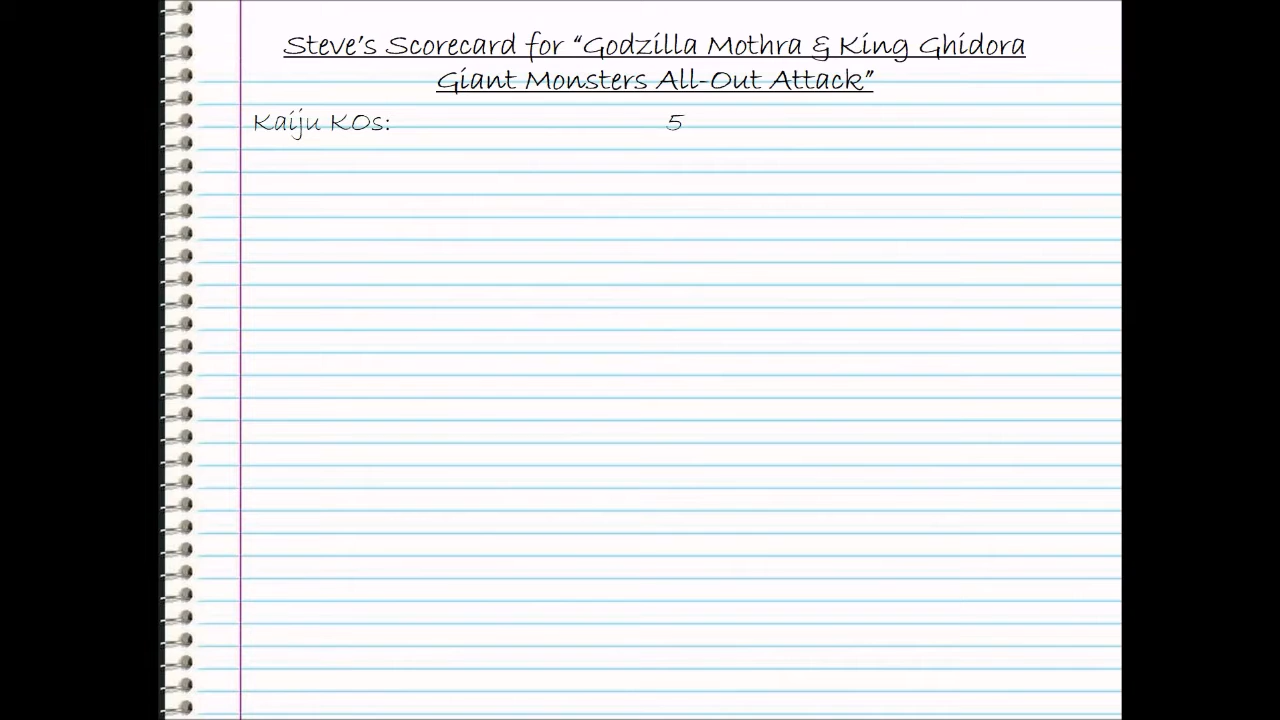 Steve's Scorecard for “Godzilla Mothra & King Ghidora
Giant Monsters All-Out Attack”
Kaiju KOs: 5